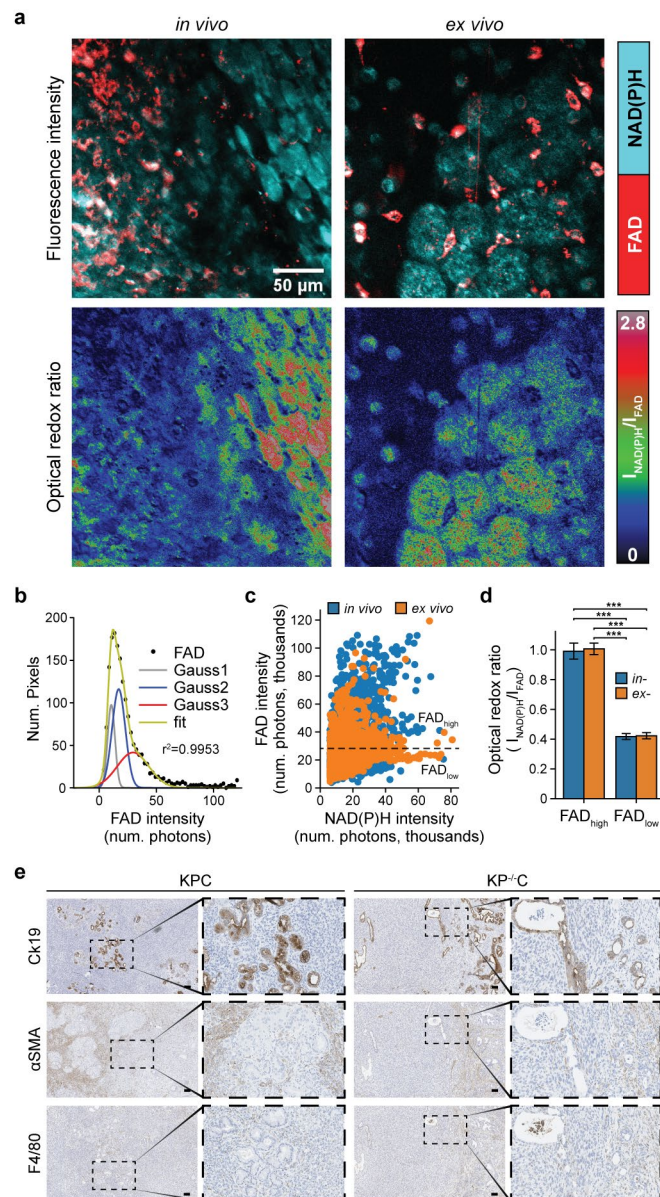 a
in vivo
ex vivo
Fluorescence intensity
50 µm
NAD(P)H
FAD
Optical redox ratio
2.8
I_NAD(P)H/I_FAD
0
b
Num. Pixels
200
150
100
50
0
FAD
Gauss1
Gauss2
Gauss3
fit
r²=0.9953
0 50 100
FAD intensity
(num. photons)
c
in vivo ex vivo
FAD intensity
(num. photons, thousands)
120
100
80
60
40
20
0
FAD_high
FAD_low
0 20 40 60 80
NAD(P)H intensity
(num. photons, thousands)
d
Optical redox ratio
( I_NAD(P)H/I_FAD)
***
***
***
***
1.0
0.8
0.6
0.4
0.2
0
in-
ex-
FAD_high FAD_low
e
KPC
KP-/-C
Ck19
αSMA
F4/80